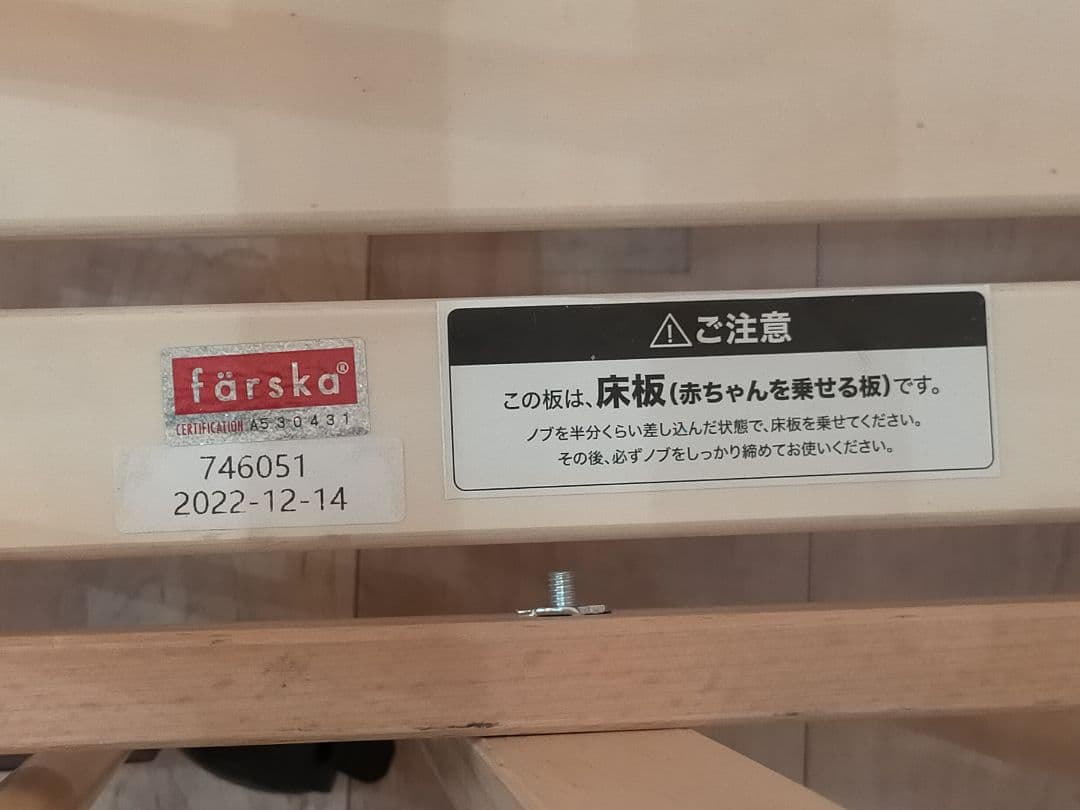 färska®
CERTIFICATION A530431
746051
2022-12-14
ご注意
この板は、床板(赤ちゃんを乗せる板)です。
ノブを半分くらい差し込んだ状態で、床板を乗せてください。
その後、必ずノブをしっかり締めてお使いください。